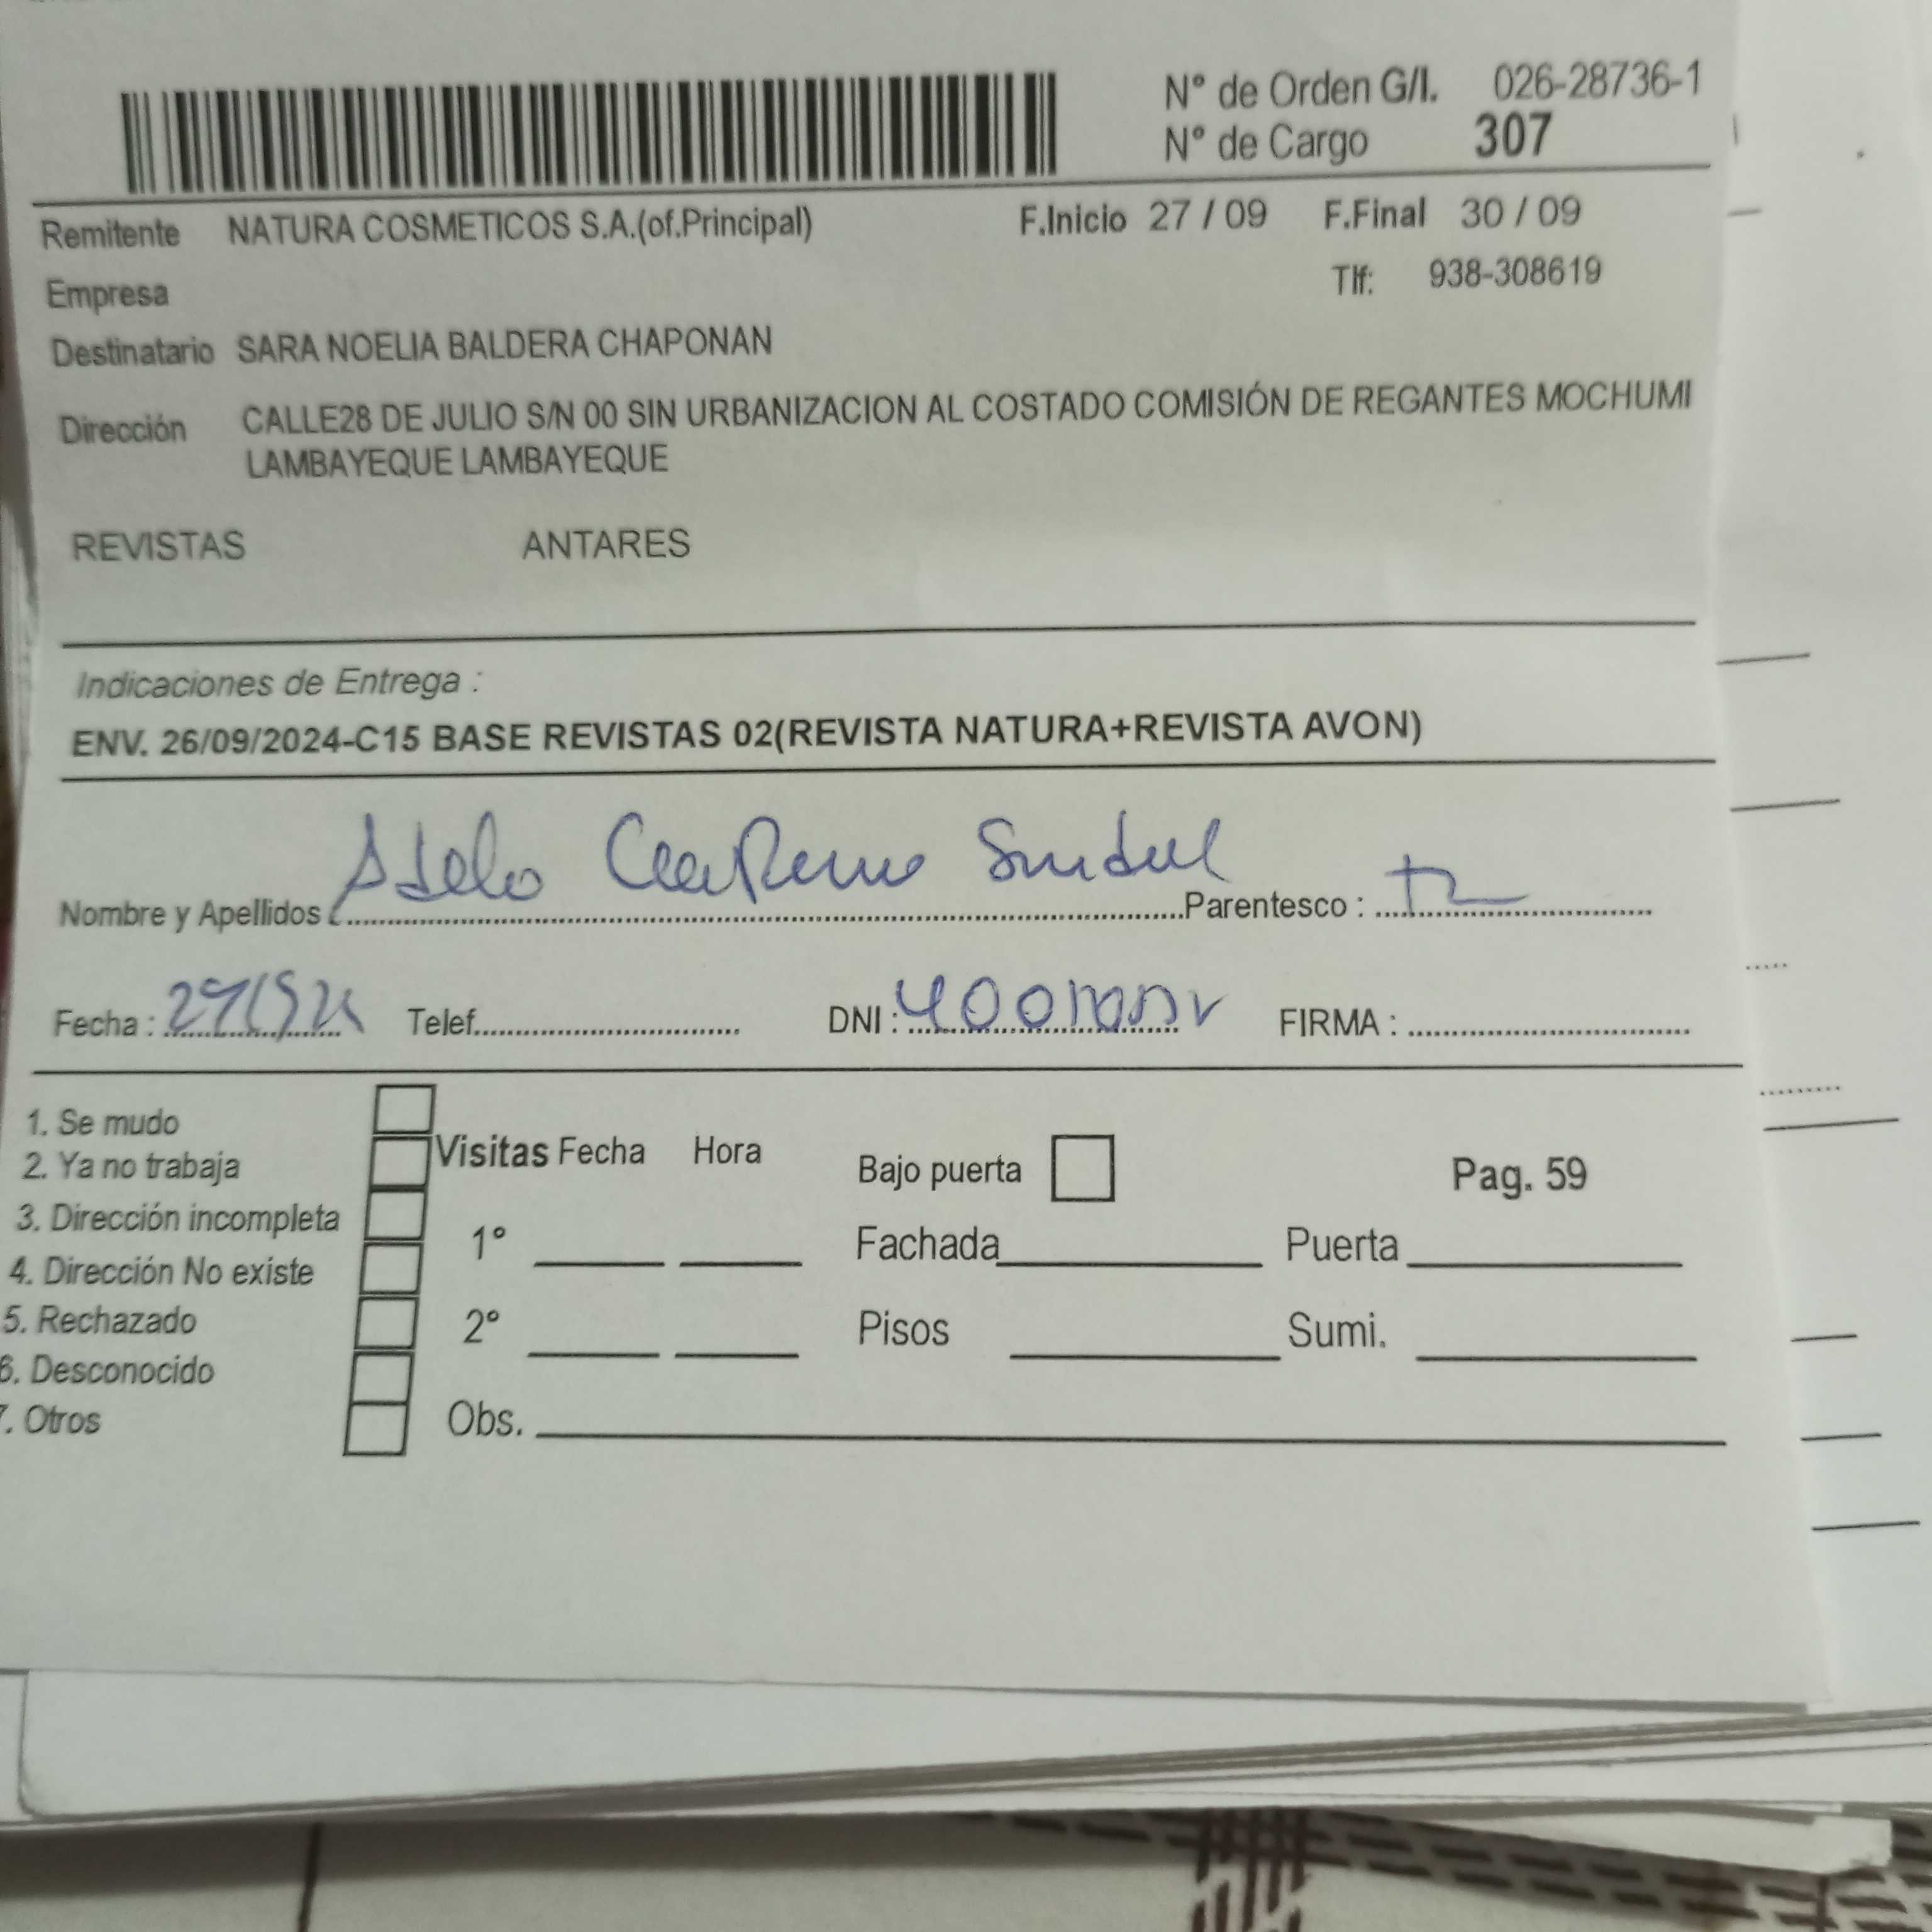 N° de Orden G/I. 026-28736-1
N° de Cargo 307
Remitente NATURA COSMETICOS S.A.(of.Principal) F.Inicio 27 / 09 F.Final 30 / 09
Empresa Tlf: 938-308619
Destinatario SARA NOELIA BALDERA CHAPONAN
Dirección CALLE28 DE JULIO S/N 00 SIN URBANIZACION AL COSTADO COMISIÓN DE REGANTES MOCHUMI
LAMBAYEQUE LAMBAYEQUE
REVISTAS ANTARES
Indicaciones de Entrega :
ENV. 26/09/2024-C15 BASE REVISTAS 02(REVISTA NATURA+REVISTA AVON)
Nombre y Apellidos : Parentesco :
Fecha : Telef. DNI : FIRMA :
1. Se mudo
2. Ya no trabaja
3. Dirección incompleta
4. Dirección No existe
5. Rechazado
6. Desconocido
7. Otros
Visitas Fecha Hora
1°
2°
Obs.
Bajo puerta Pag. 59
Fachada Puerta
Pisos Sumi.